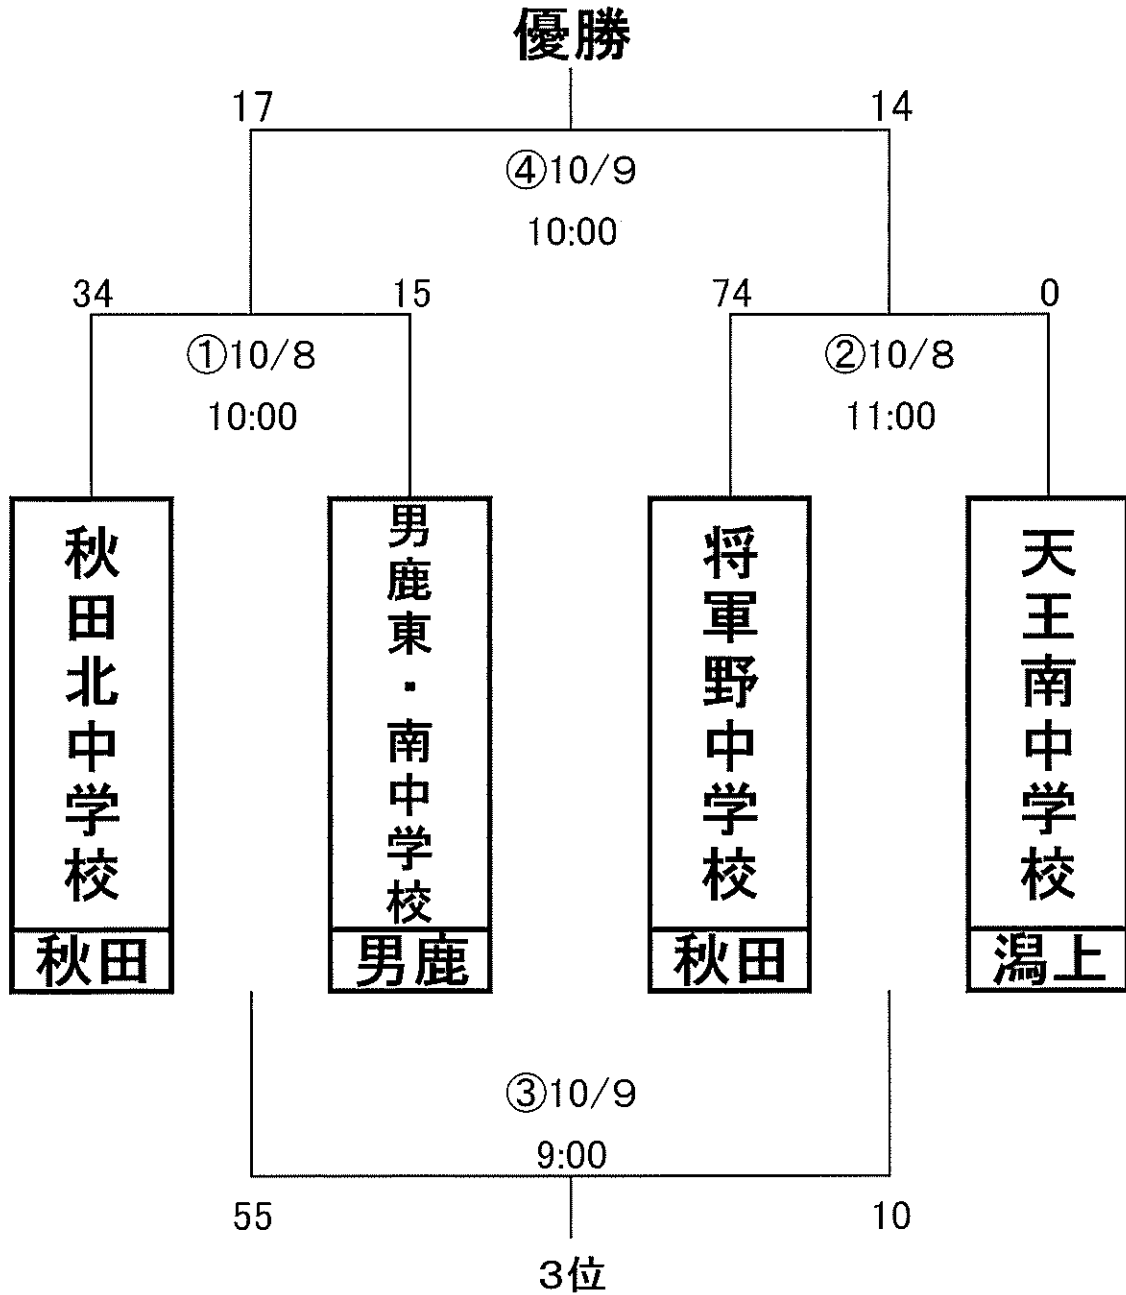 優勝
17
14
④10/9
10:00
34
15
74
0
①10/8
10:00
②10/8
11:00
秋田北中学校
男鹿東・南中学校
将軍野中学校
天王南中学校
秋田
男鹿
秋田
潟上
③10/9
9:00
55
10
3位